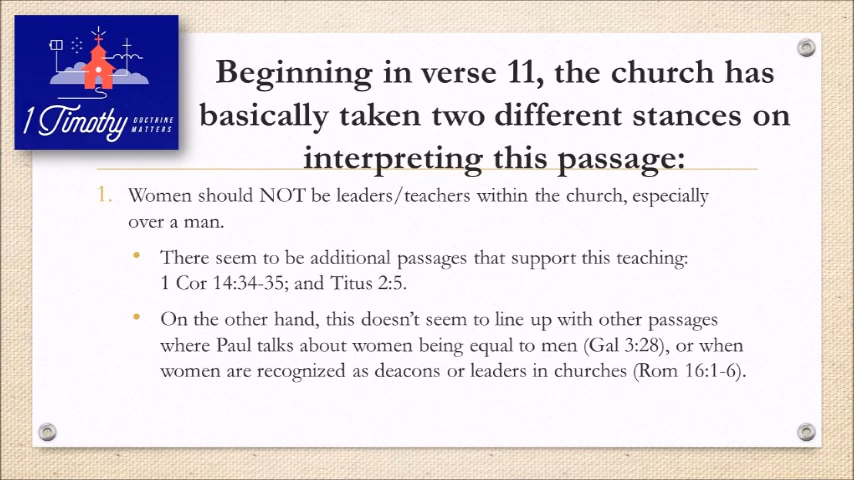 1 Timothy DOCTRINE
MATTERS
Beginning in verse 11, the church has
basically taken two different stances on
interpreting this passage:
1. Women should NOT be leaders/teachers within the church, especially
over a man.
• There seem to be additional passages that support this teaching:
1 Cor 14:34-35; and Titus 2:5.
• On the other hand, this doesn’t seem to line up with other passages
where Paul talks about women being equal to men (Gal 3:28), or when
women are recognized as deacons or leaders in churches (Rom 16:1-6).